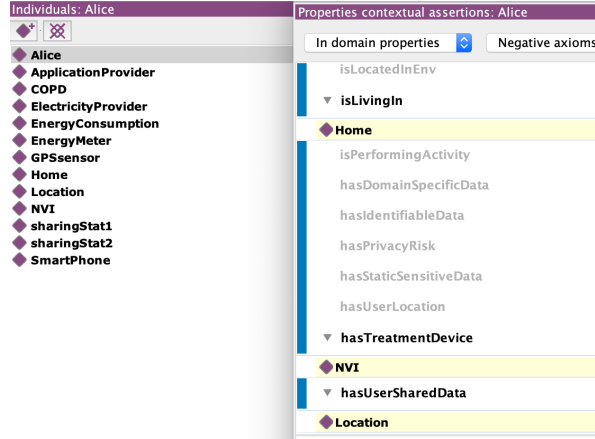 Individuals: Alice
Alice
ApplicationProvider
COPD
ElectricityProvider
EnergyConsumption
EnergyMeter
GPSsensor
Home
Location
NVI
sharingStat1
sharingStat2
SmartPhone
Properties contextual assertions: Alice
In domain properties
Negative axioms
isLocatedInEnv
isLivingIn
Home
isPerformingActivity
hasDomainSpecificData
hasIdentifiableData
hasPrivacyRisk
hasStaticSensitiveData
hasUserLocation
hasTreatmentDevice
NVI
hasUserSharedData
Location